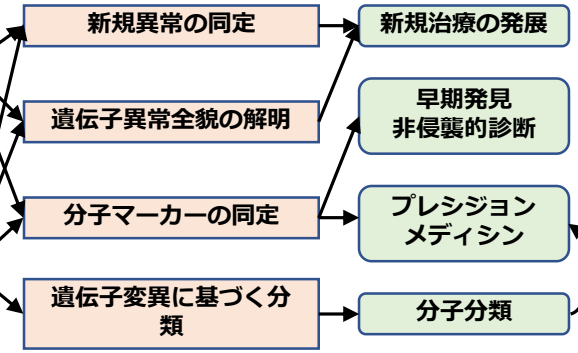 新規異常の同定
新規治療の発展
遺伝子異常全貌の解明
早期発見
非侵襲的診断
分子マーカーの同定
プレシジョン
メディシン
遺伝子変異に基づく分
類
分子分類